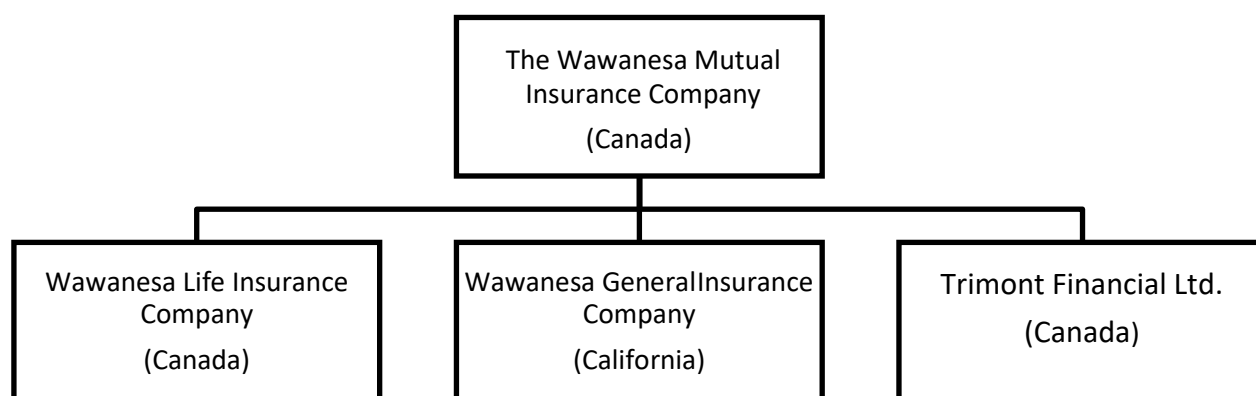 The Wawanesa Mutual
Insurance Company
(Canada)
Wawanesa Life Insurance
Company
(Canada)
Wawanesa GeneralInsurance
Company
(California)
Trimont Financial Ltd.
(Canada)